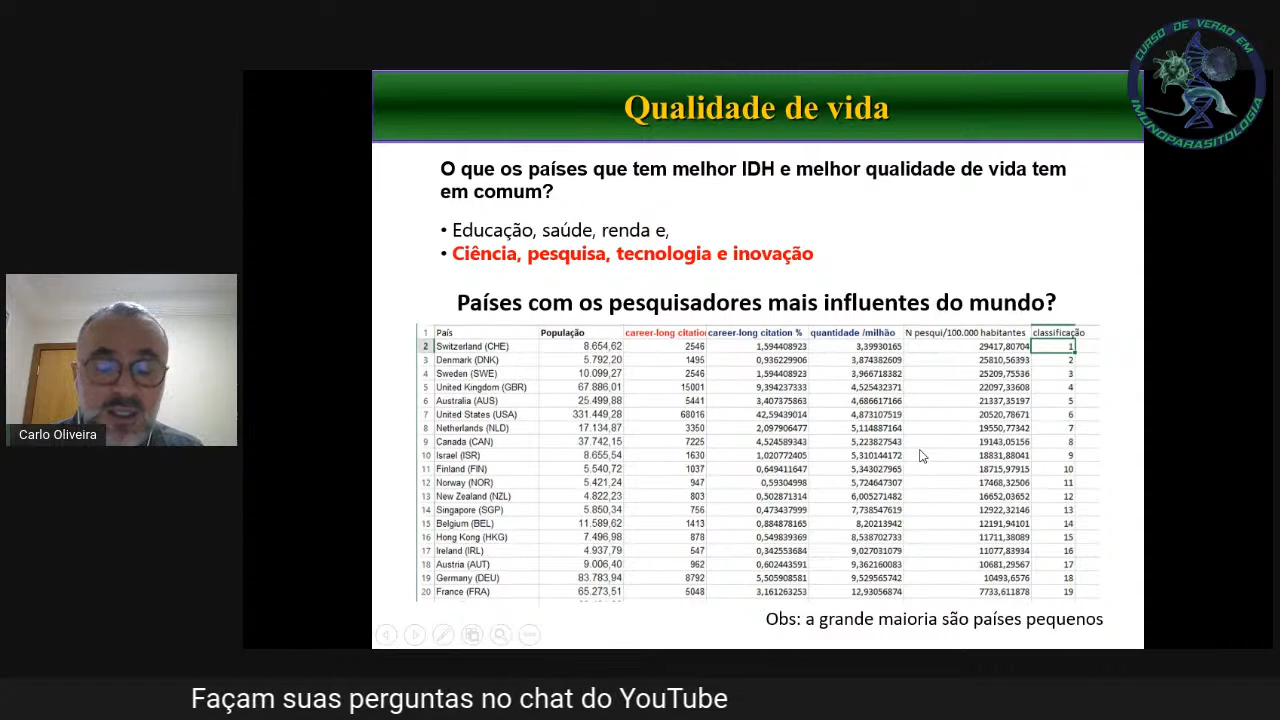 CURSO DE VERÃO EM
IMUNOPARASITOLOGIA
Qualidade de vida
O que os países que tem melhor IDH e melhor qualidade de vida tem
em comum?
• Educação, saúde, renda e,
• Ciência, pesquisa, tecnologia e inovação
Países com os pesquisadores mais influentes do mundo?
1 País População career-long citatio career-long citation % quantidade /milhão N pesqui/100.000 habitantes classificação
2 Switzerland (CHE) 8.654,62 2546 1,594408923 3,39930165 29417,80704 1
3 Denmark (DNK) 5.792,20 1495 0,936229906 3,874382609 25810,56393 2
4 Sweden (SWE) 10.099,27 2546 1,594408923 3,966718382 25209,75536 3
5 United Kingdom (GBR) 67.886,01 15001 9,394237333 4,525432371 22097,33608 4
6 Australia (AUS) 25.499,88 5441 3,407375863 4,686617166 21337,35197 5
7 United States (USA) 331.449,28 68016 42,59439014 4,873107519 20520,78671 6
8 Netherlands (NLD) 17.134,87 3350 2,097906477 5,114887164 19550,77342 7
9 Canada (CAN) 37.742,15 7225 4,524589343 5,223827543 19143,05156 8
10 Israel (ISR) 8.655,54 1630 1,020772405 5,310144172 18831,88041 9
11 Finland (FIN) 5.540,72 1037 0,649411647 5,343027965 18715,97915 10
12 Norway (NOR) 5.421,24 947 0,59304998 5,724647307 17468,32506 11
13 New Zealand (NZL) 4.822,23 803 0,502871314 6,005271482 16652,03652 12
14 Singapore (SGP) 5.850,34 756 0,473437999 7,738547619 12922,32146 13
15 Belgium (BEL) 11.589,62 1413 0,884878165 8,20213942 12191,94101 14
16 Hong Kong (HKG) 7.496,98 878 0,549839369 8,538702733 11711,38089 15
17 Ireland (IRL) 4.937,79 547 0,342553684 9,027031079 11077,83934 16
18 Austria (AUT) 9.006,40 962 0,602443591 9,362160083 10681,29567 17
19 Germany (DEU) 83.783,94 8792 5,505908581 9,529565742 10493,6576 18
20 France (FRA) 65.273,51 5048 3,161263253 12,93056874 7733,611878 19
Obs: a grande maioria são países pequenos
Carlo Oliveira
Façam suas perguntas no chat do YouTube